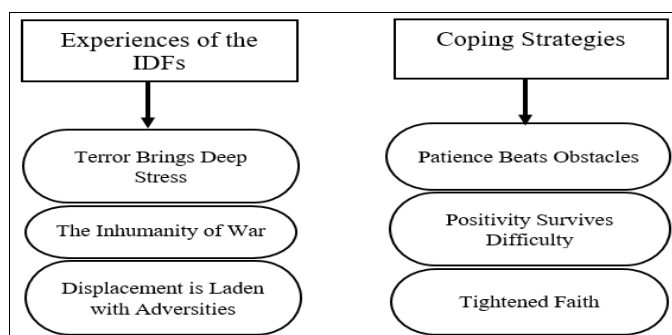 Experiences of the
IDFs
Terror Brings Deep
Stress
The Inhumanity of War
Displacement is Laden
with Adversities
Coping Strategies
Patience Beats Obstacles
Positivity Survives
Difficulty
Tightened Faith